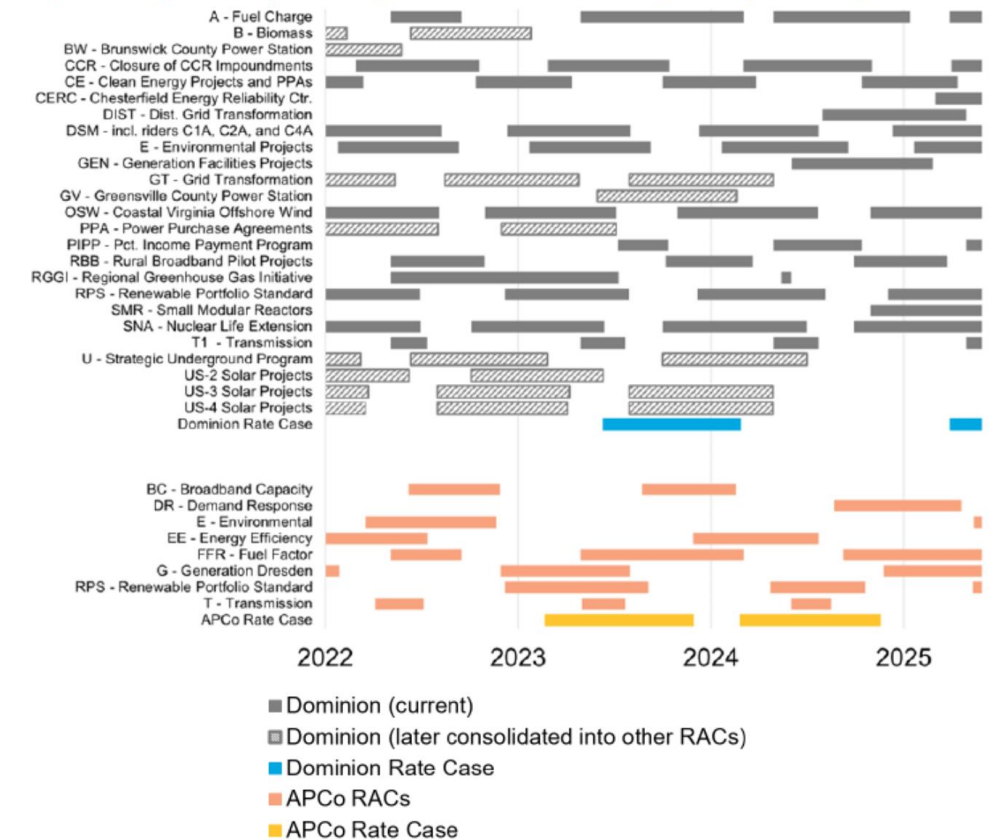 A - Fuel Charge
B - Biomass
BW - Brunswick County Power Station
CCR - Closure of CCR Impoundments
CE - Clean Energy Projects and PPAs
CERC - Chesterfield Energy Reliability Ctr.
DIST - Dist. Grid Transformation
DSM - incl. riders C1A, C2A, and C4A
E - Environmental Projects
GEN - Generation Facilities Projects
GT - Grid Transformation
GV - Greensville County Power Station
OSW - Coastal Virginia Offshore Wind
PPA - Power Purchase Agreements
PIPP - Pct. Income Payment Program
RBB - Rural Broadband Pilot Projects
RGGI - Regional Greenhouse Gas Initiative
RPS - Renewable Portfolio Standard
SMR - Small Modular Reactors
SNA - Nuclear Life Extension
T1 - Transmission
U - Strategic Underground Program
US-2 Solar Projects
US-3 Solar Projects
US-4 Solar Projects
Dominion Rate Case
BC - Broadband Capacity
DR - Demand Response
E - Environmental
EE - Energy Efficiency
FFR - Fuel Factor
G - Generation Dresden
RPS - Renewable Portfolio Standard
T - Transmission
APCo Rate Case
2022 2023 2024 2025
Dominion (current)
Dominion (later consolidated into other RACs)
Dominion Rate Case
APCo RACs
APCo Rate Case